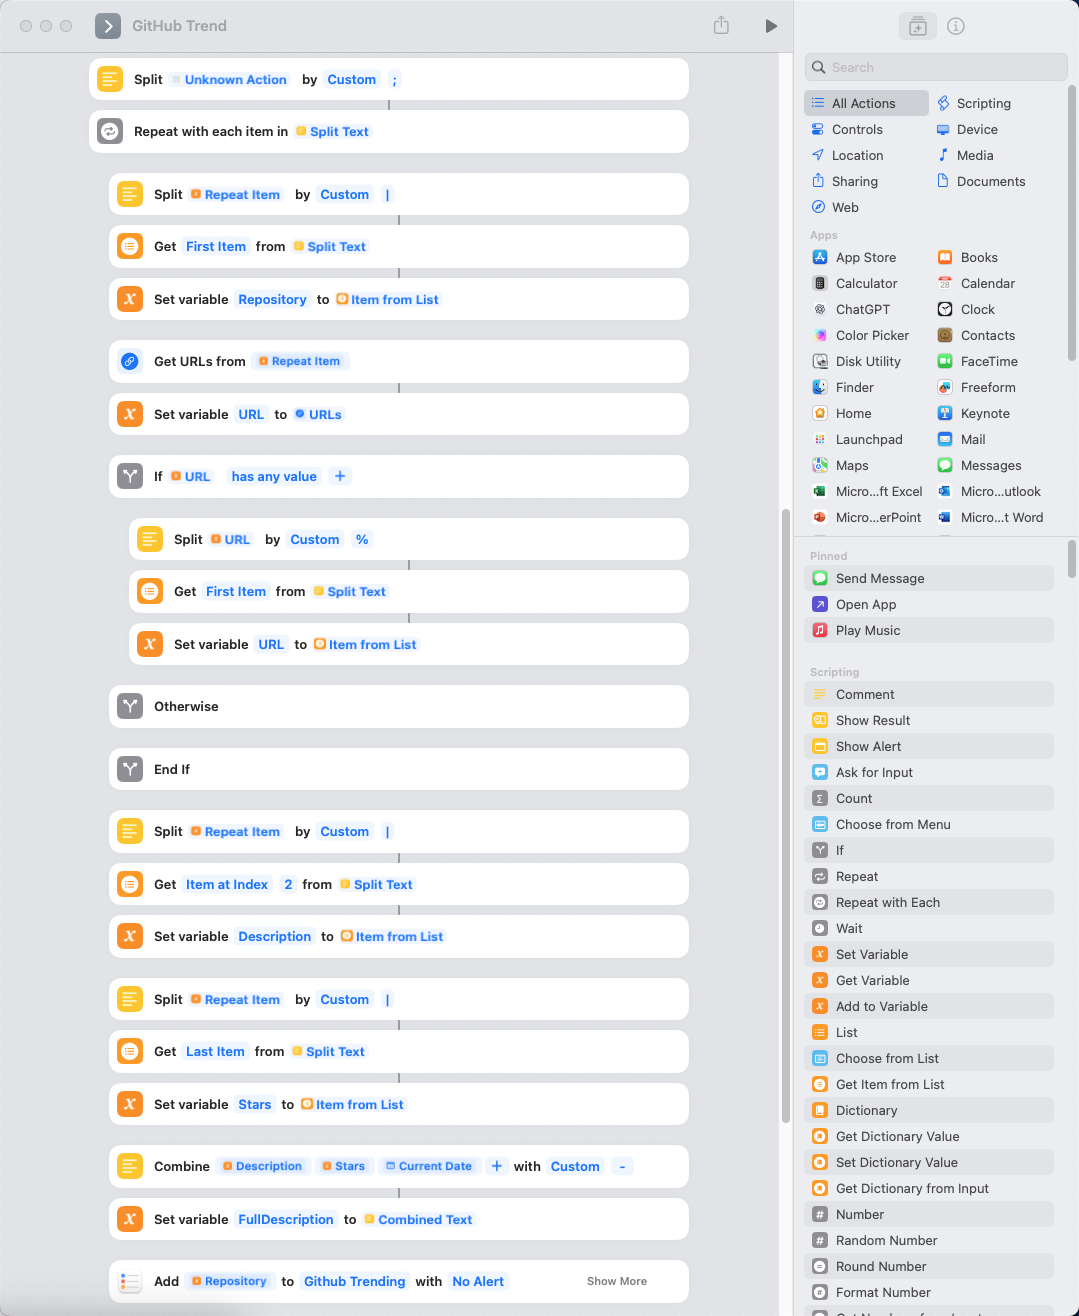 GitHub Trend
Split Unknown Action by Custom ;
Repeat with each item in Split Text
Split Repeat Item by Custom |
Get First Item from Split Text
Set variable Repository to Item from List
Get URLs from Repeat Item
Set variable URL to URLs
If URL has any value +
Split URL by Custom %
Get First Item from Split Text
Set variable URL to Item from List
Otherwise
End If
Split Repeat Item by Custom |
Get Item at Index 2 from Split Text
Set variable Description to Item from List
Split Repeat Item by Custom |
Get Last Item from Split Text
Set variable Stars to Item from List
Combine Description Stars Current Date + with Custom -
Set variable FullDescription to Combined Text
Add Repository to Github Trending with No Alert Show More
Search
All Actions Scripting
Controls Device
Location Media
Sharing Documents
Web
Apps
App Store Books
Calculator Calendar
ChatGPT Clock
Color Picker Contacts
Disk Utility FaceTime
Finder Freeform
Home Keynote
Launchpad Mail
Maps Messages
Micro...ft Excel Micro...utlook
Micro...erPoint Micro...t Word
Pinned
Send Message
Open App
Play Music
Scripting
Comment
Show Result
Show Alert
Ask for Input
Count
Choose from Menu
If
Repeat
Repeat with Each
Wait
Set Variable
Get Variable
Add to Variable
List
Choose from List
Get Item from List
Dictionary
Get Dictionary Value
Set Dictionary Value
Get Dictionary from Input
Number
Random Number
Round Number
Format Number